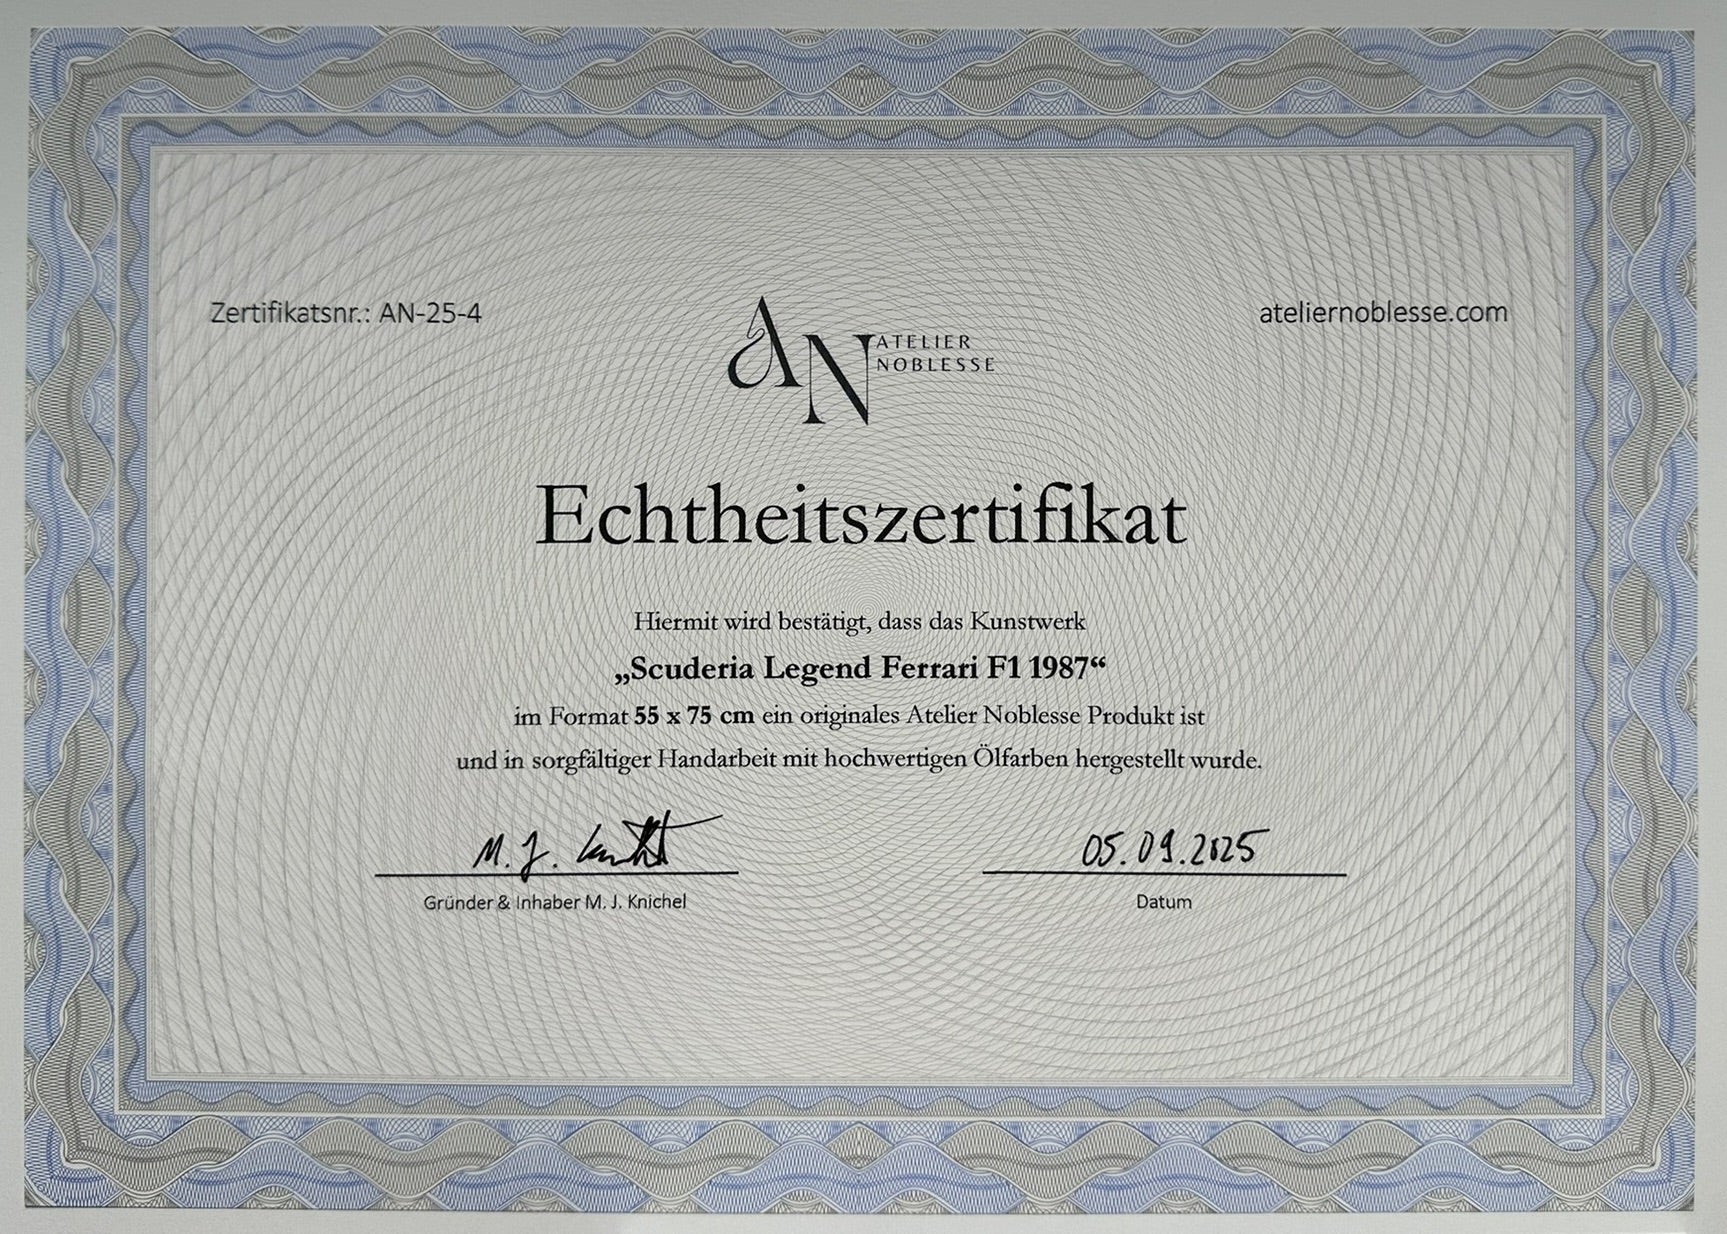 Zertifikatsnr.: AN-25-4
AN ATELIER
NOBLESSE
ateliernoblesse.com
Echtheitszertifikat
Hiermit wird bestätigt, dass das Kunstwerk
„Scuderia Legend Ferrari F1 1987“
im Format 55 x 75 cm ein originales Atelier Noblesse Produkt ist
und in sorgfältiger Handarbeit mit hochwertigen Ölfarben hergestellt wurde.
M. J.
05.09.2025
Gründer & Inhaber M. J. Knichel
Datum